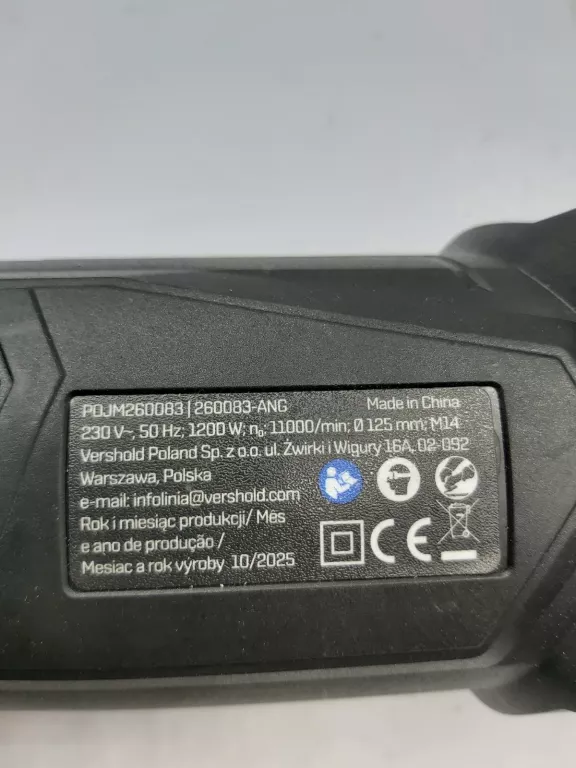 PDJM260083 | 260083-ANG Made in China
230 V~, 50 Hz; 1200 W; n₀: 11000/min; Ø 125 mm; M14
Vershold Poland Sp. z o.o. ul. Żwirki i Wigury 16A, 02-092
Warszawa, Polska
e-mail: infolinia@vershold.com
Rok i miesiąc produkcji/ Mês
e ano de produção /
Mesiac a rok výroby 10/2025
CE